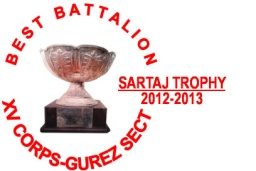 BEST BATTALION
XV CORPS-GUREZ SECT
SARTAJ TROPHY
2012-2013